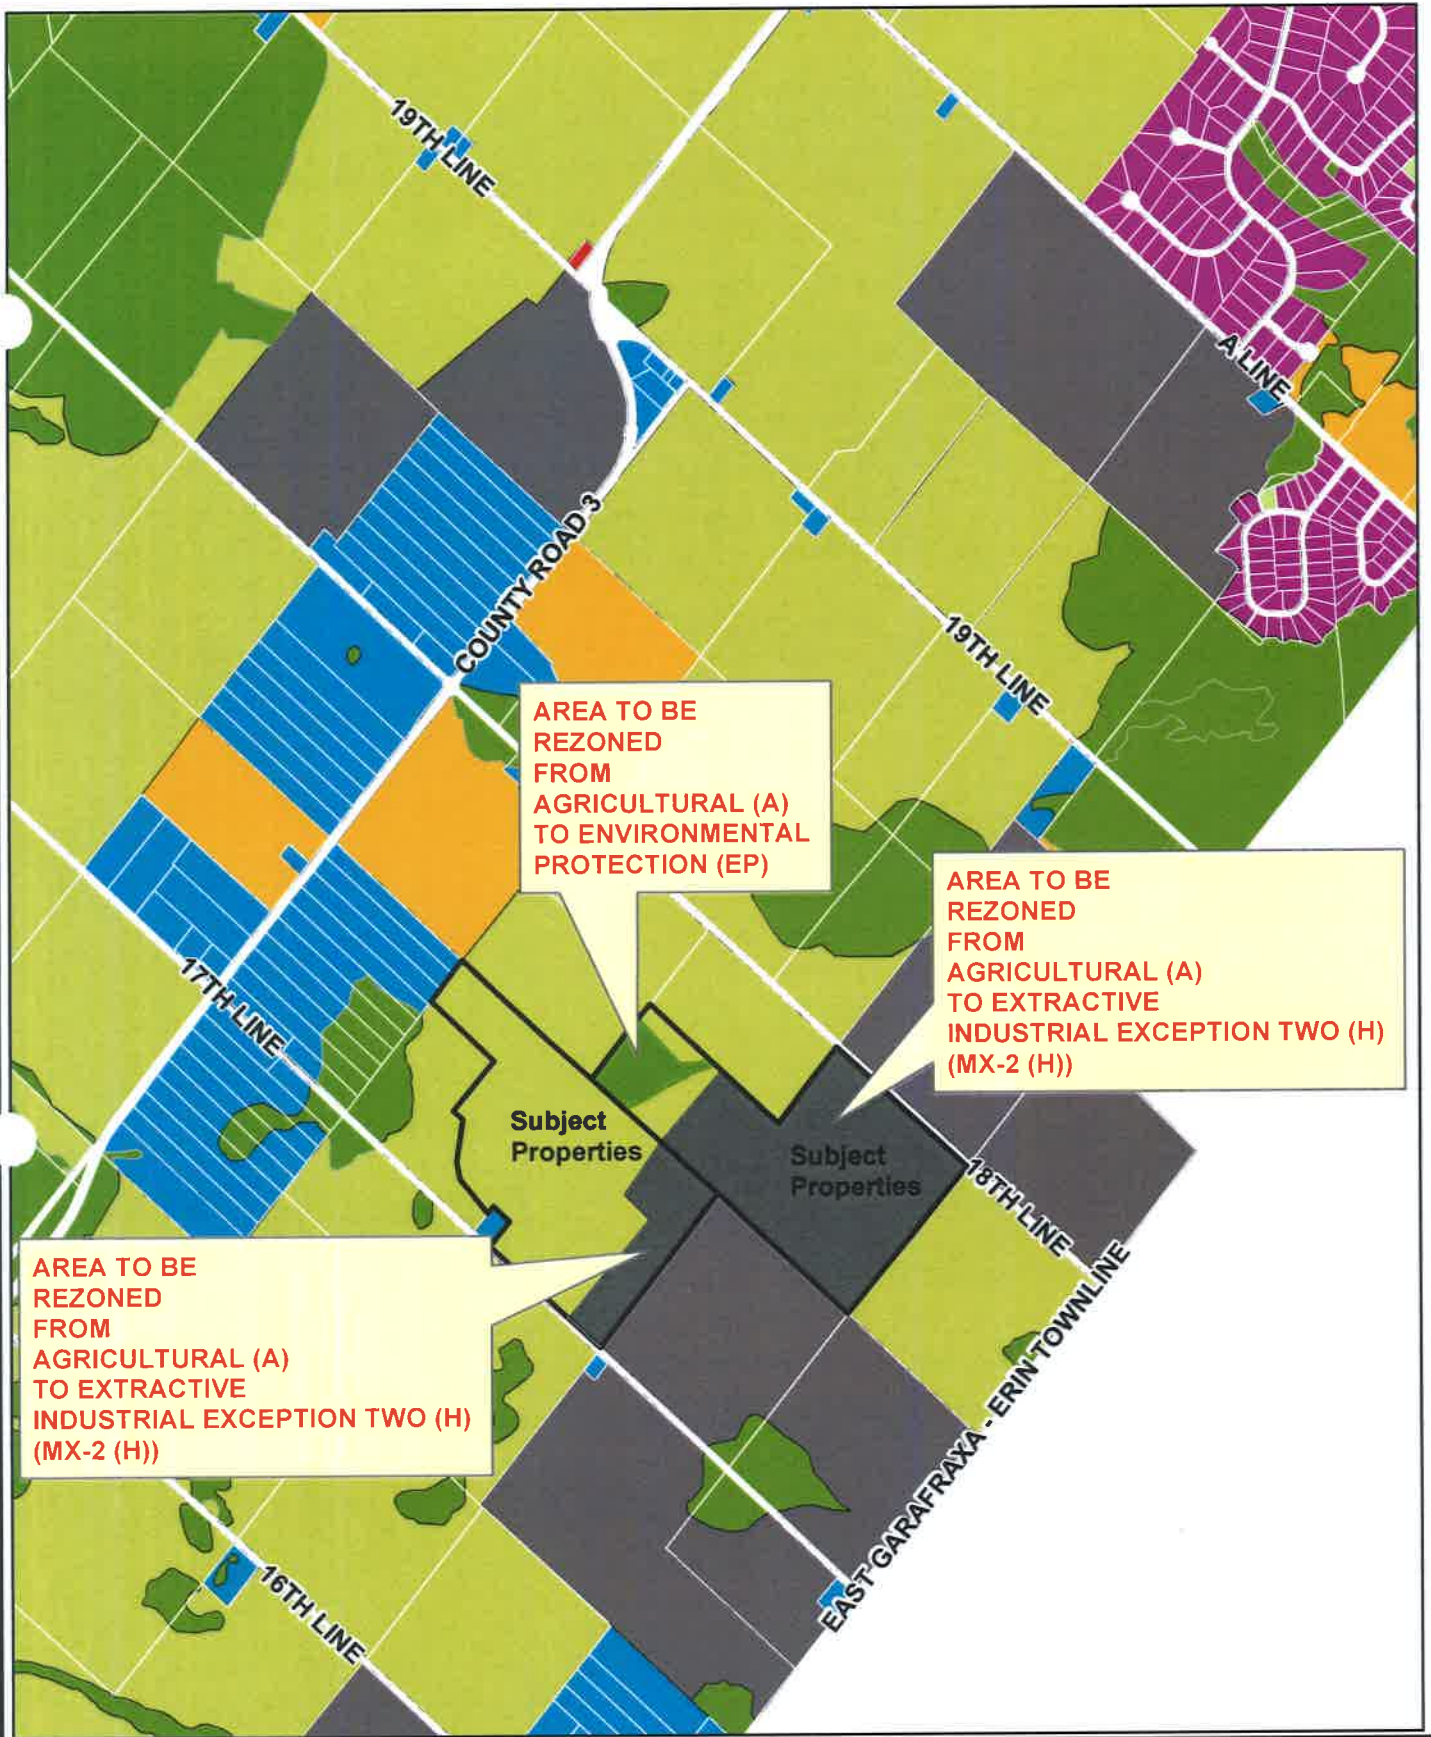 19TH LINE
A LINE
COUNTY ROAD 3
19TH LINE
AREA TO BE
REZONED
FROM
AGRICULTURAL (A)
TO ENVIRONMENTAL
PROTECTION (EP)
AREA TO BE
REZONED
FROM
AGRICULTURAL (A)
TO EXTRACTIVE
INDUSTRIAL EXCEPTION TWO (H)
(MX-2 (H))
17TH LINE
Subject
Properties
Subject
Properties
18TH LINE
AREA TO BE
REZONED
FROM
AGRICULTURAL (A)
TO EXTRACTIVE
INDUSTRIAL EXCEPTION TWO (H)
(MX-2 (H))
EAST GARAFRAXA - ERIN TOWNLINE
16TH LINE